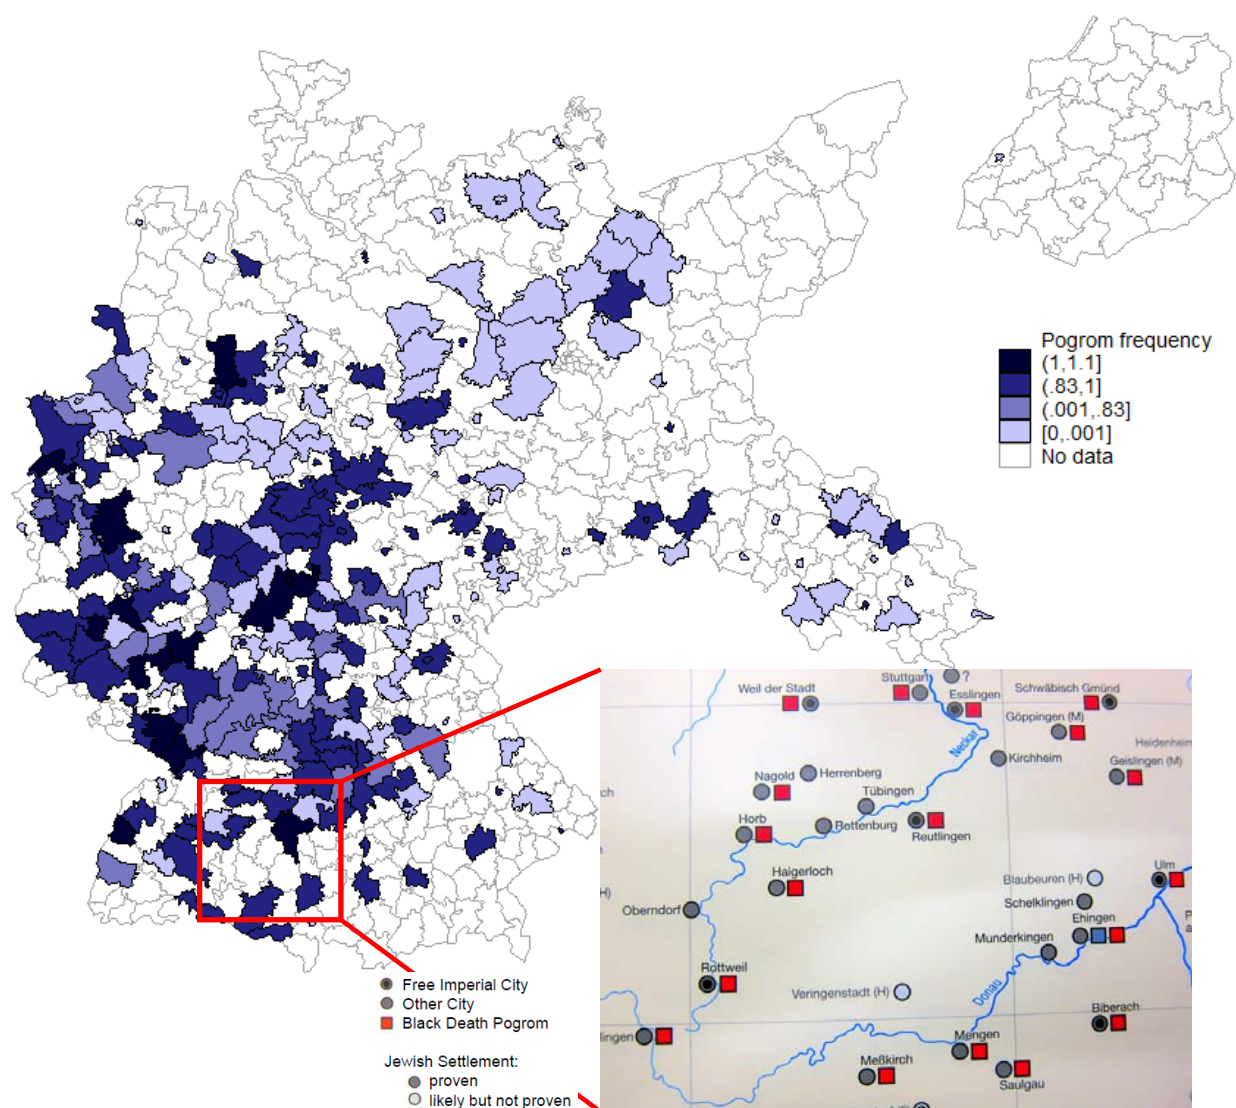 Pogrom frequency
(1,1.1]
(.83,1]
(.001,.83]
[0,.001]
No data
?
Stuttgart
Weil der Stadt
Esslingen
Schwäbisch Gmünd
Göppingen (M)
Neckar
Heidenheim
Kirchheim
Geislingen (M)
Nagold
Herrenberg
ch
Tübingen
Horb
Rottenburg
Reutlingen
Haigerloch
Ulm
Blaubeuren (H)
H)
Schelklingen
Oberndorf
Ehingen
P
a
Munderkingen
Rottweil
Donau
Veringenstadt (H)
Biberach
lingen
Mengen
Meßkirch
Saulgau
Free Imperial City
Other City
Black Death Pogrom
Jewish Settlement:
proven
likely but not proven